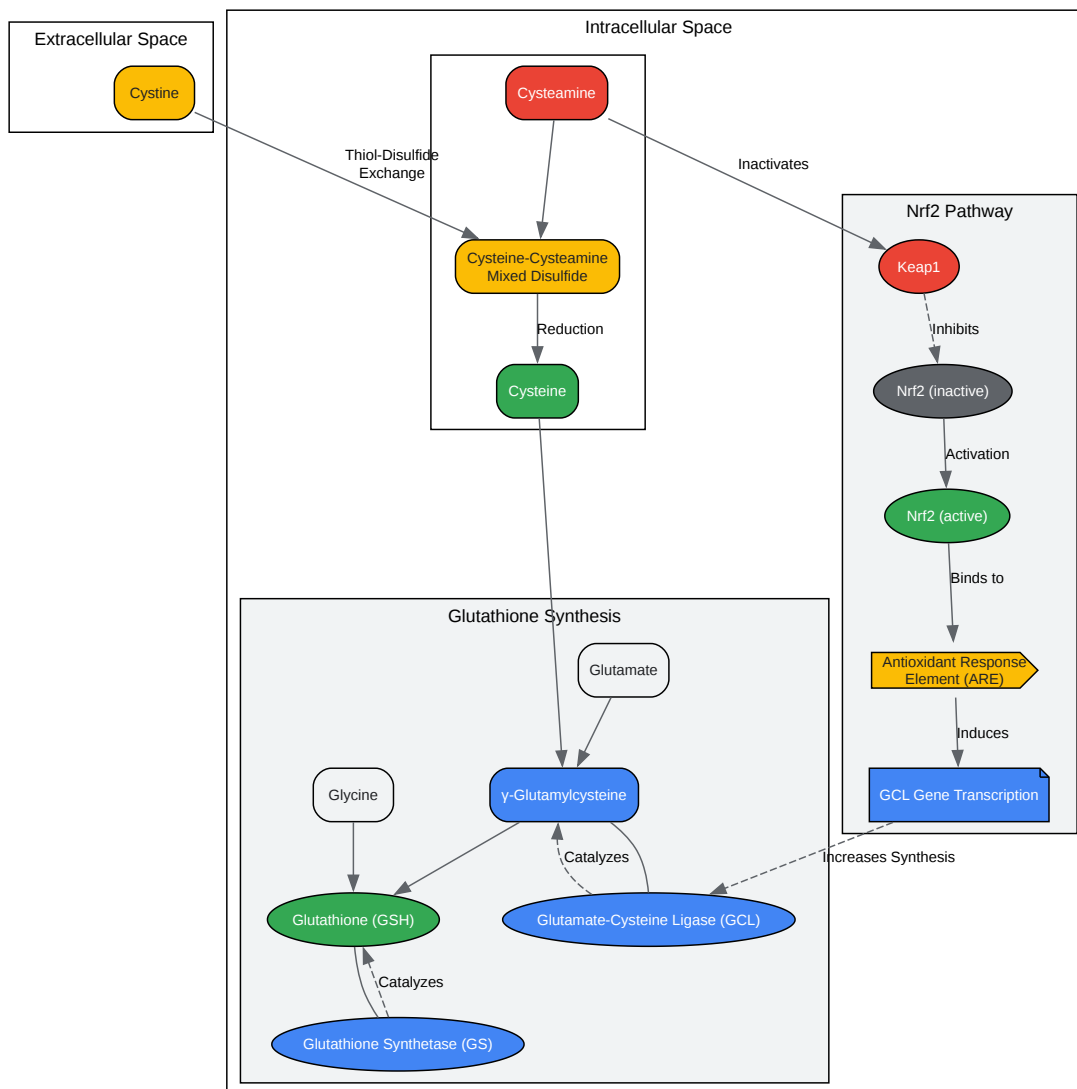 Extracellular Space
Intracellular Space
Cystine
Cysteamine
Thiol-Disulfide
Exchange
Inactivates
Nrf2 Pathway
Cysteine-Cysteamine
Mixed Disulfide
Keap1
Reduction
Inhibits
Cysteine
Nrf2 (inactive)
Activation
Nrf2 (active)
Binds to
Glutathione Synthesis
Glutamate
Antioxidant Response
Element (ARE)
Induces
Glycine
γ-Glutamylcysteine
GCL Gene Transcription
Catalyzes
Increases Synthesis
Glutathione (GSH)
Glutamate-Cysteine Ligase (GCL)
Catalyzes
Glutathione Synthetase (GS)